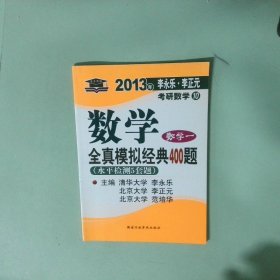 2013年 李永乐·李正元
考研数学⑫
数学
数学一
全真模拟经典400题
(水平检测5套题)
主编 清华大学 李永乐
北京大学 李正元
北京大学 范培华